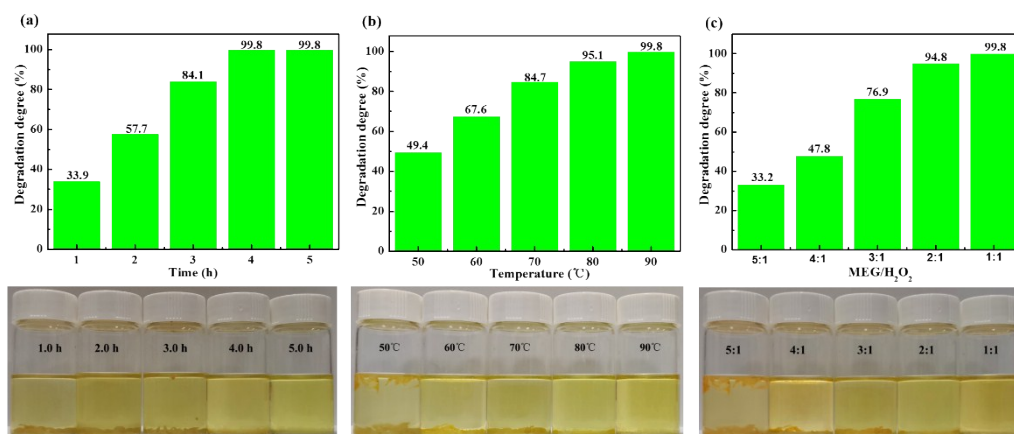 (a)
Degradation degree (%)
100
80
60
40
20
0
33.9
57.7
84.1
99.8
99.8
1 2 3 4 5
Time (h)
1.0 h 2.0 h 3.0 h 4.0 h 5.0 h
(b)
Degradation degree (%)
100
80
60
40
20
0
49.4
67.6
84.7
95.1
99.8
50 60 70 80 90
Temperature (℃)
50℃ 60℃ 70℃ 80℃ 90℃
(c)
Degradation degree (%)
100
80
60
40
20
0
33.2
47.8
76.9
94.8
99.8
5:1 4:1 3:1 2:1 1:1
MEG/H₂O₂
5:1 4:1 3:1 2:1 1:1